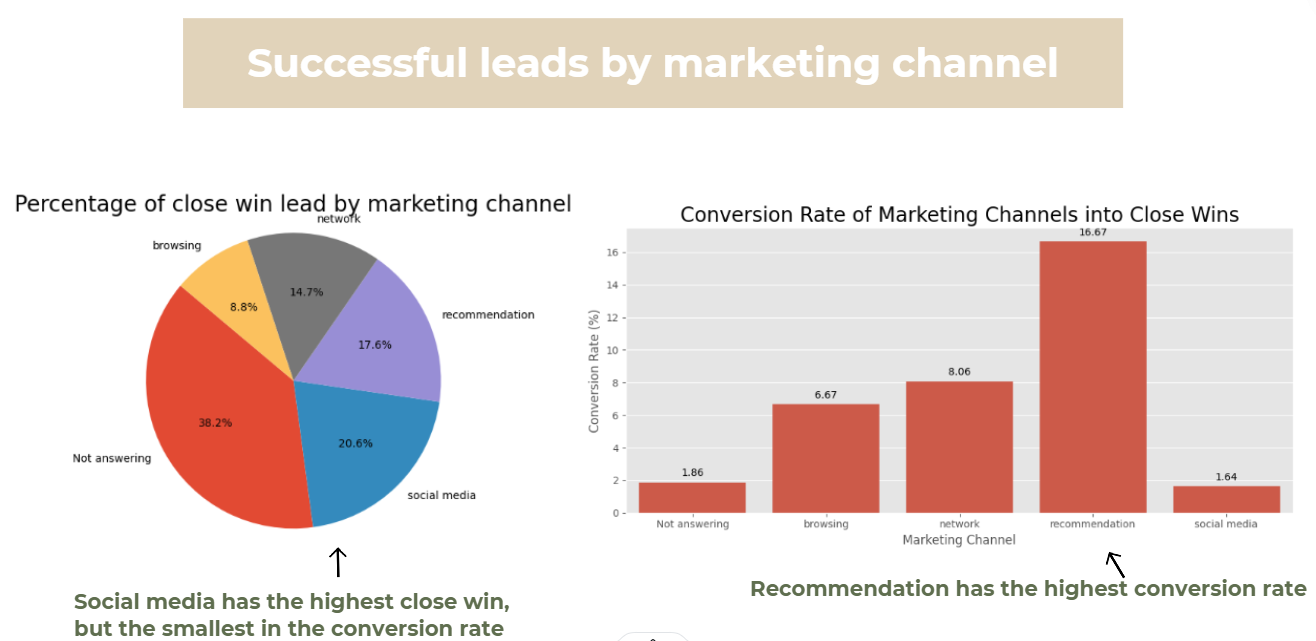 Successful leads by marketing channel
Percentage of close win lead by marketing channel
network
browsing
14.7%
8.8%
recommendation
17.6%
38.2%
20.6%
Not answering
social media
Social media has the highest close win,
but the smallest in the conversion rate
Conversion Rate of Marketing Channels into Close Wins
16.67
16
14
12
10
8.06
8
6.67
6
4
1.86
2
1.64
0
Conversion Rate (%)
Not answering browsing network recommendation social media
Marketing Channel
Recommendation has the highest conversion rate